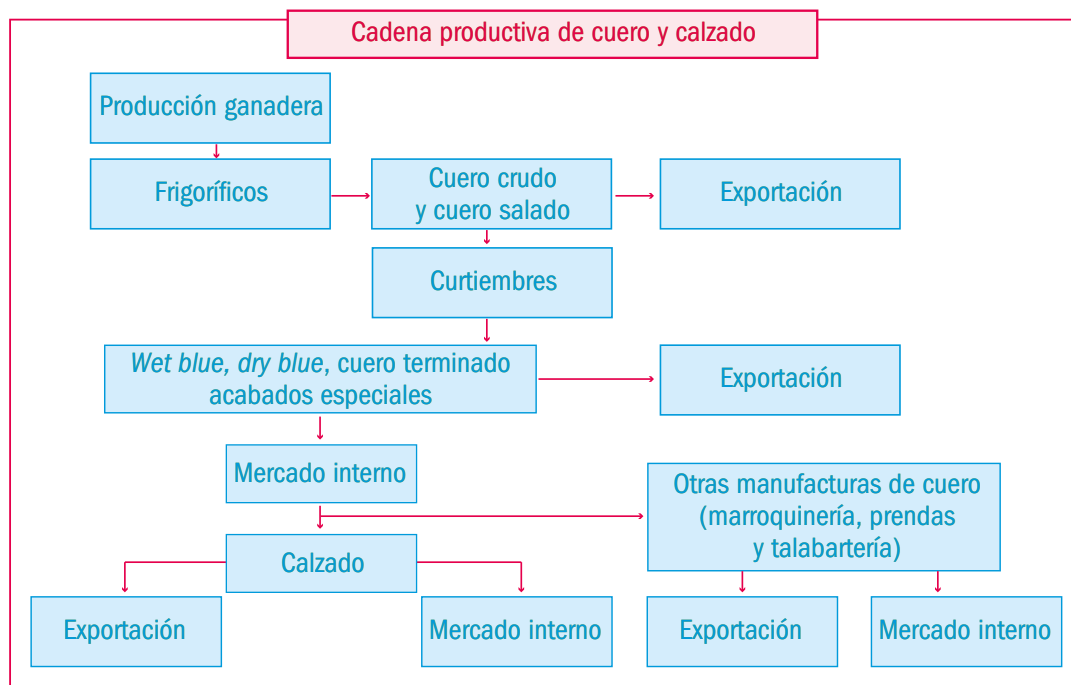 Cadena productiva de cuero y calzado
Producción ganadera
Frigoríficos
Cuero crudo
y cuero salado
Exportación
Curtiembres
Wet blue, dry blue, cuero terminado
acabados especiales
Exportación
Mercado interno
Otras manufacturas de cuero
(marroquinería, prendas
y talabartería)
Calzado
Exportación
Mercado interno
Exportación
Mercado interno